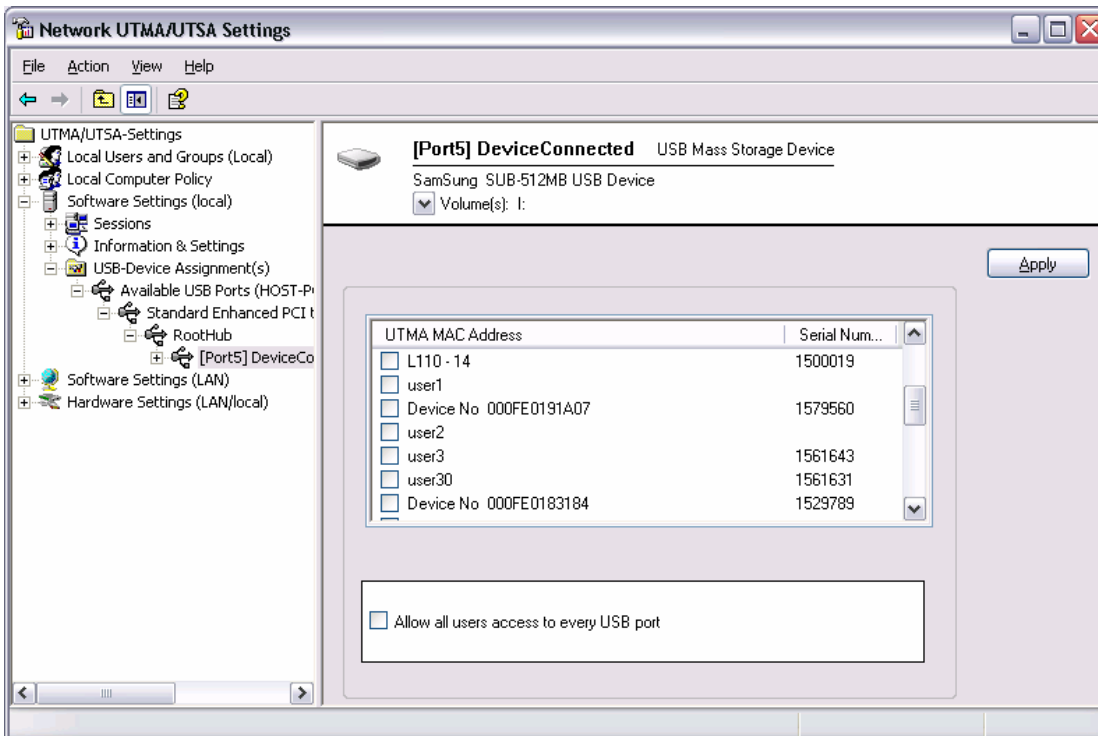 Network UTMA/UTSA Settings
File Action View Help
UTMA/UTSA-Settings
Local Users and Groups (Local)
Local Computer Policy
Software Settings (local)
Sessions
Information & Settings
USB-Device Assignment(s)
Available USB Ports (HOST-P
Standard Enhanced PCI t
RootHub
[Port5] DeviceCo
Software Settings (LAN)
Hardware Settings (LAN/local)
[Port5] DeviceConnected USB Mass Storage Device
SamSung SUB-512MB USB Device
Volume(s): I:
Apply
UTMA MAC Address Serial Num...
L110 - 14 1500019
user1
Device No 000FE0191A07 1579560
user2
user3 1561643
user30 1561631
Device No 000FE0183184 1529789
Allow all users access to every USB port